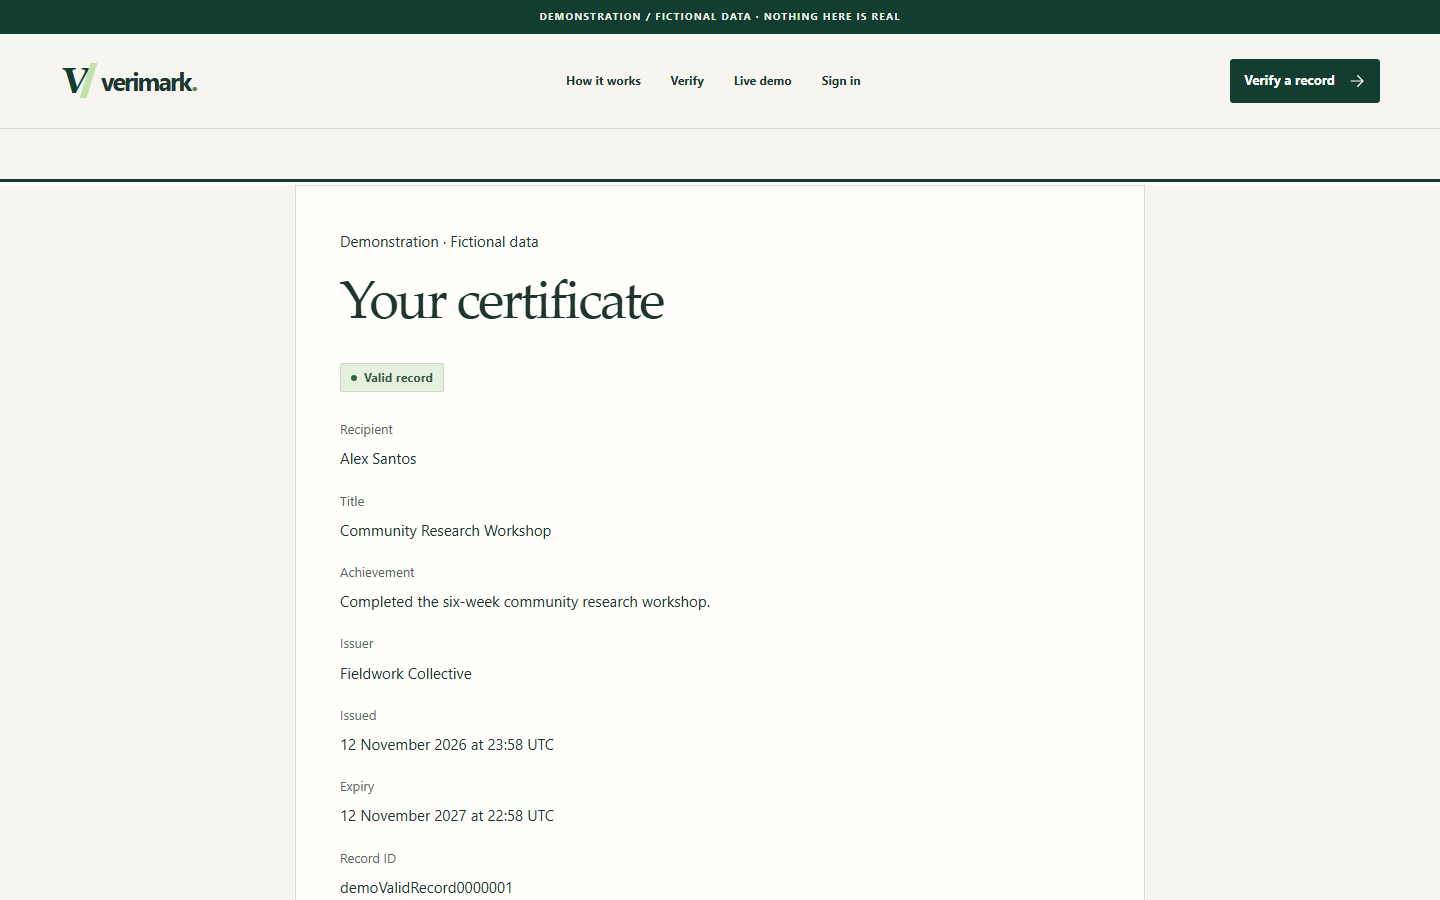 DEMONSTRATION / FICTIONAL DATA · NOTHING HERE IS REAL
verimark.
How it works
Verify
Live demo
Sign in
Verify a record
Demonstration · Fictional data
Your certificate
Valid record
Recipient
Alex Santos
Title
Community Research Workshop
Achievement
Completed the six-week community research workshop.
Issuer
Fieldwork Collective
Issued
12 November 2026 at 23:58 UTC
Expiry
12 November 2027 at 22:58 UTC
Record ID
demoValidRecord0000001